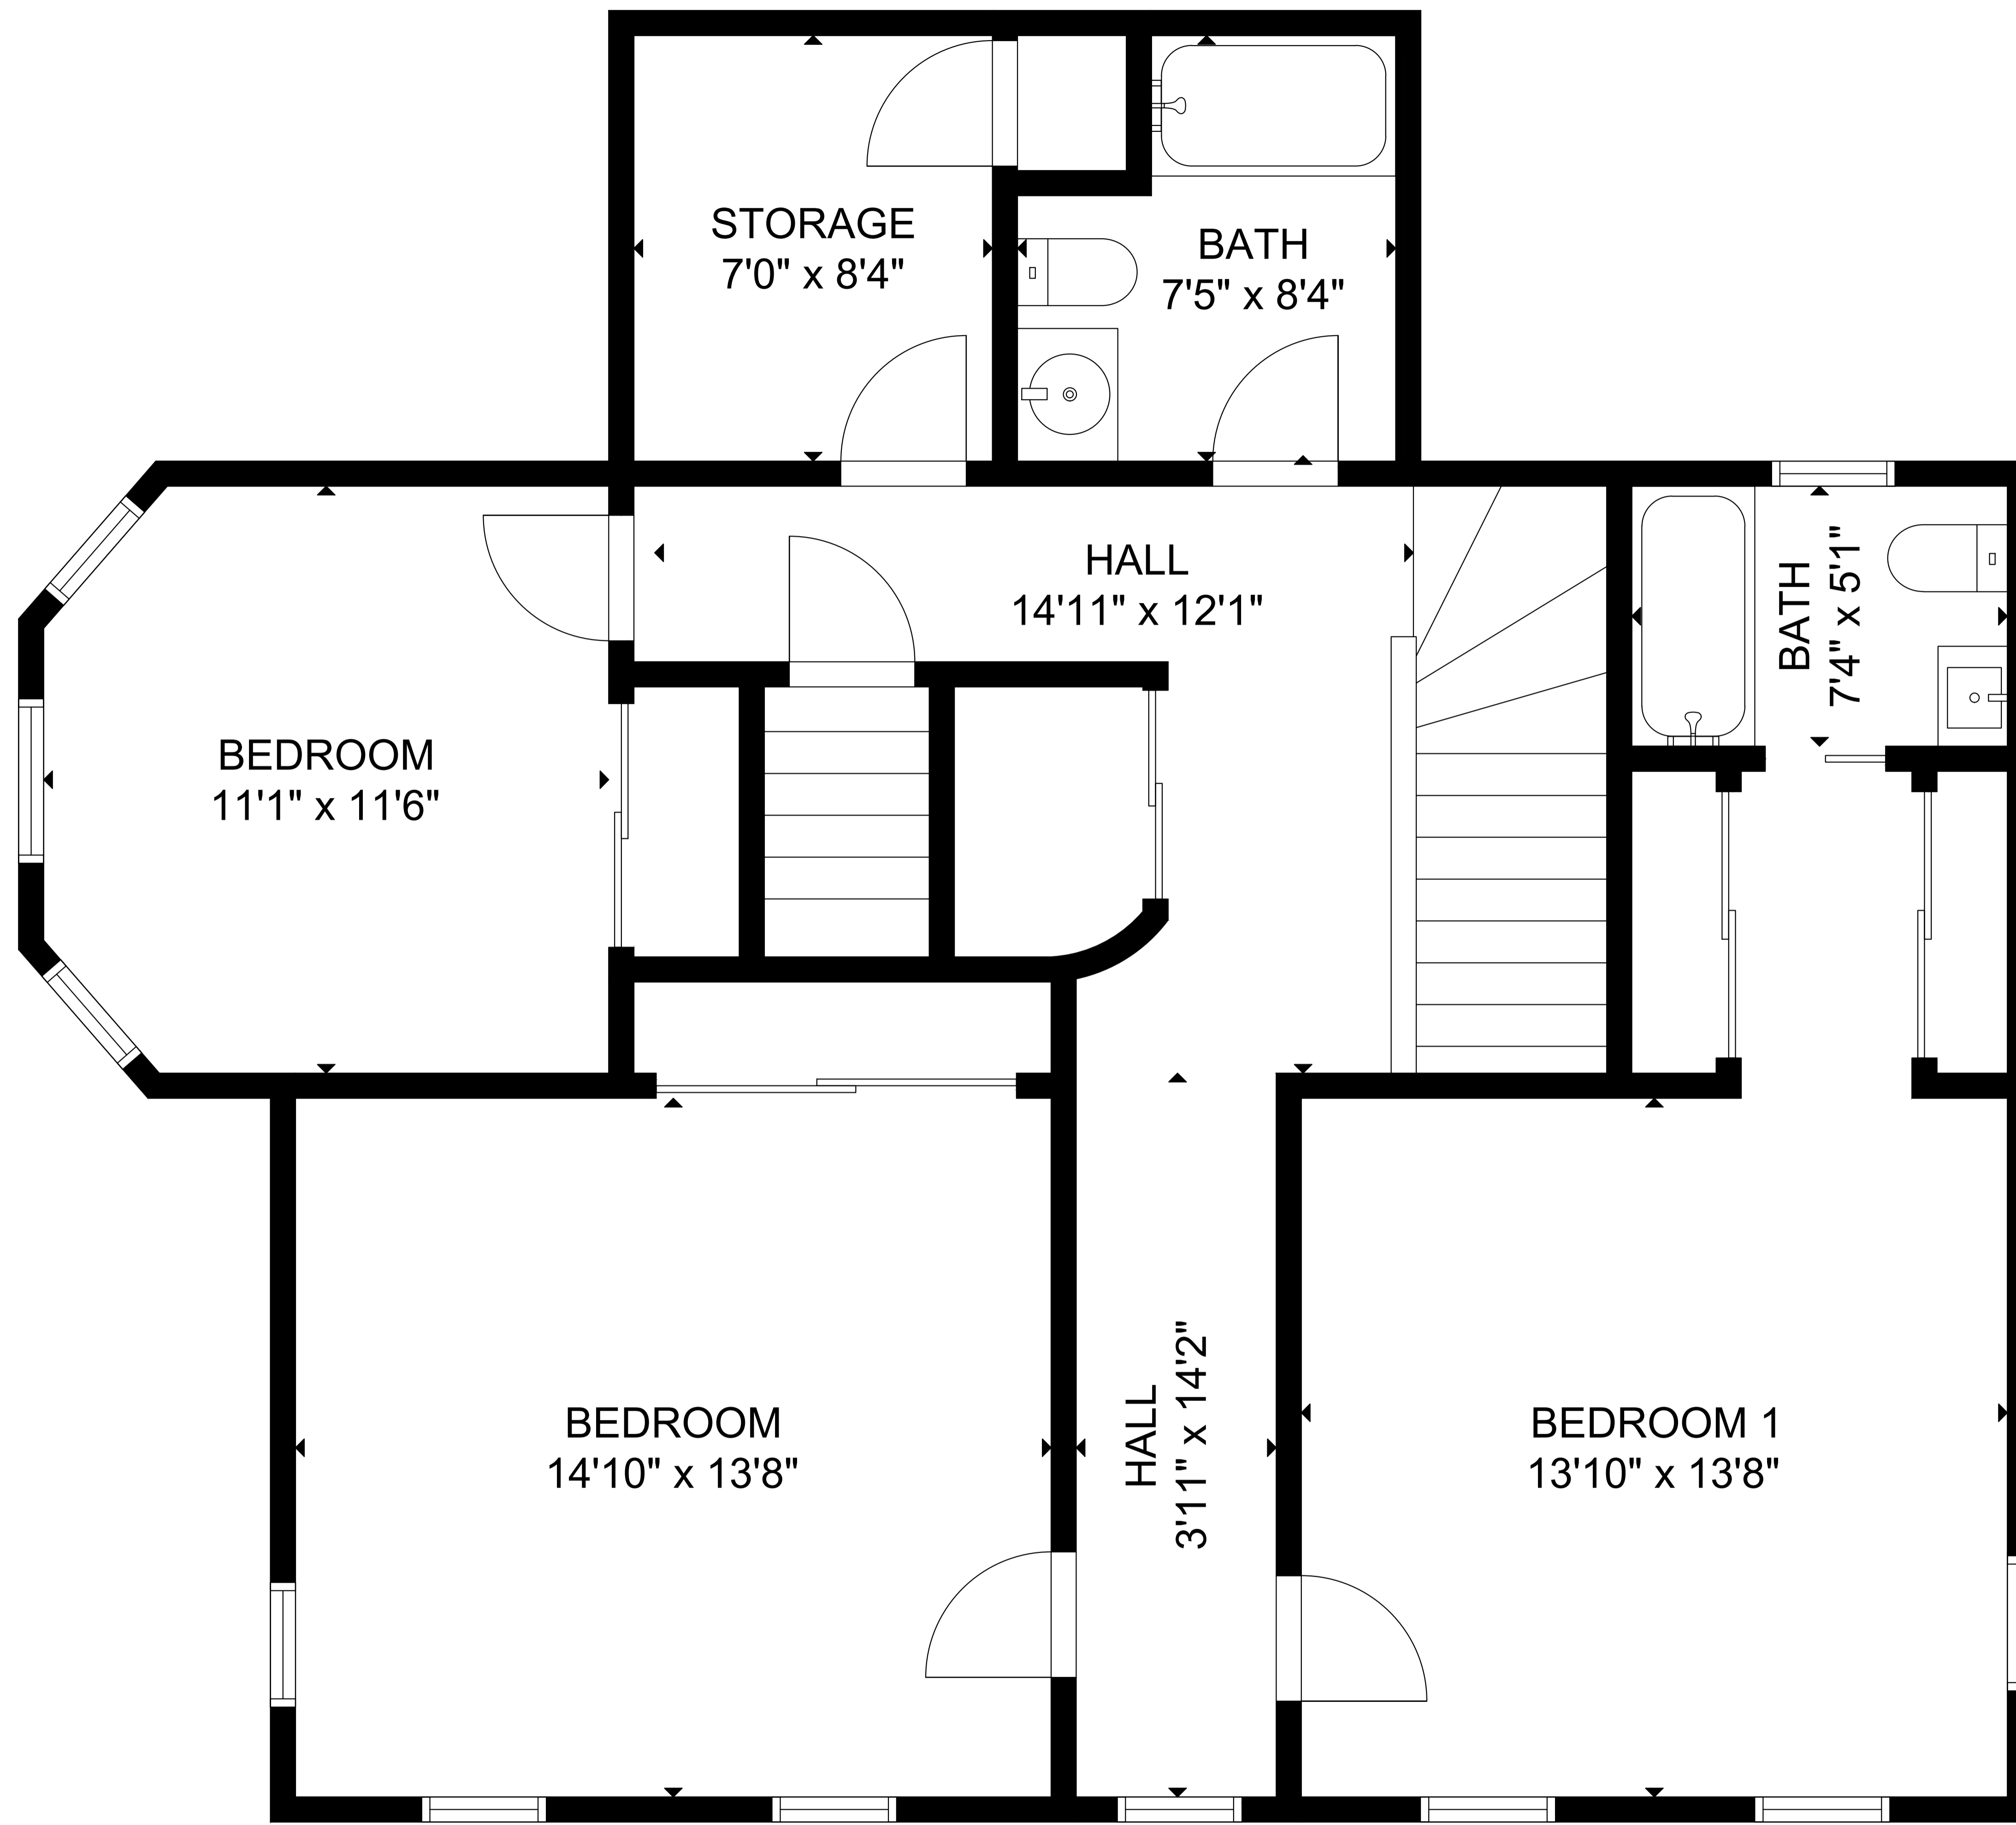 STORAGE
7'0" x 8'4"
BATH
7'5" x 8'4"
HALL
14'11" x 12'1"
BATH
7'4" x 5'1"
BEDROOM
11'1" x 11'6"
BEDROOM
14'10" x 13'8"
HALL
3'11" x 14'2"
BEDROOM 1
13'10" x 13'8"